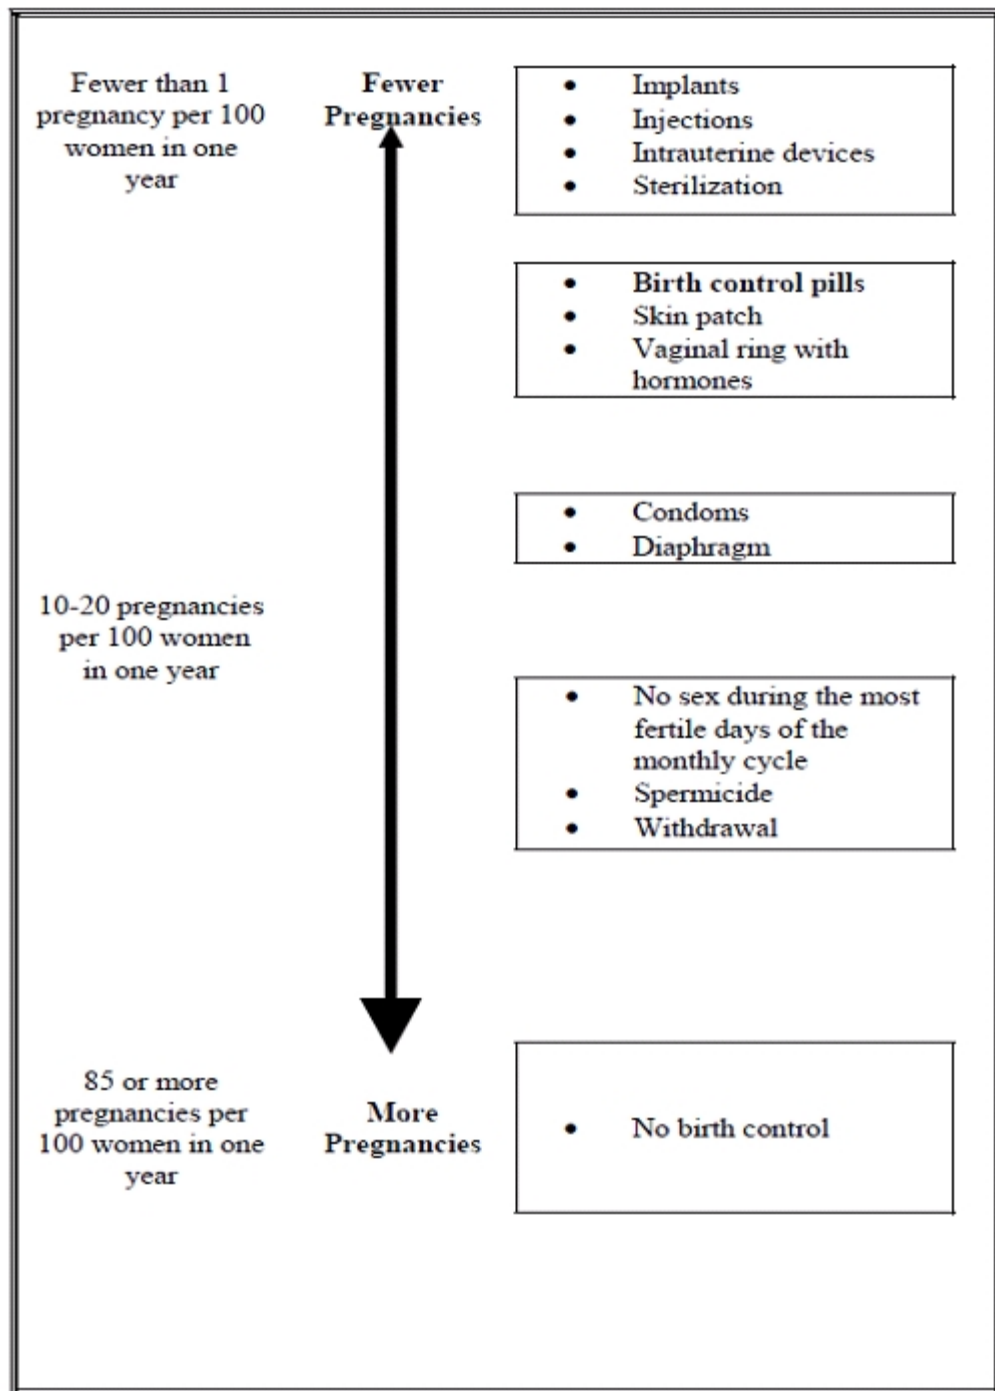 Fewer than 1
pregnancy per 100
women in one
year
Fewer
Pregnancies
• Implants
• Injections
• Intrauterine devices
• Sterilization
• Birth control pills
• Skin patch
• Vaginal ring with
hormones
• Condoms
• Diaphragm
10-20 pregnancies
per 100 women
in one year
• No sex during the most
fertile days of the
monthly cycle
• Spermicide
• Withdrawal
85 or more
pregnancies per
100 women in one
year
More
Pregnancies
• No birth control